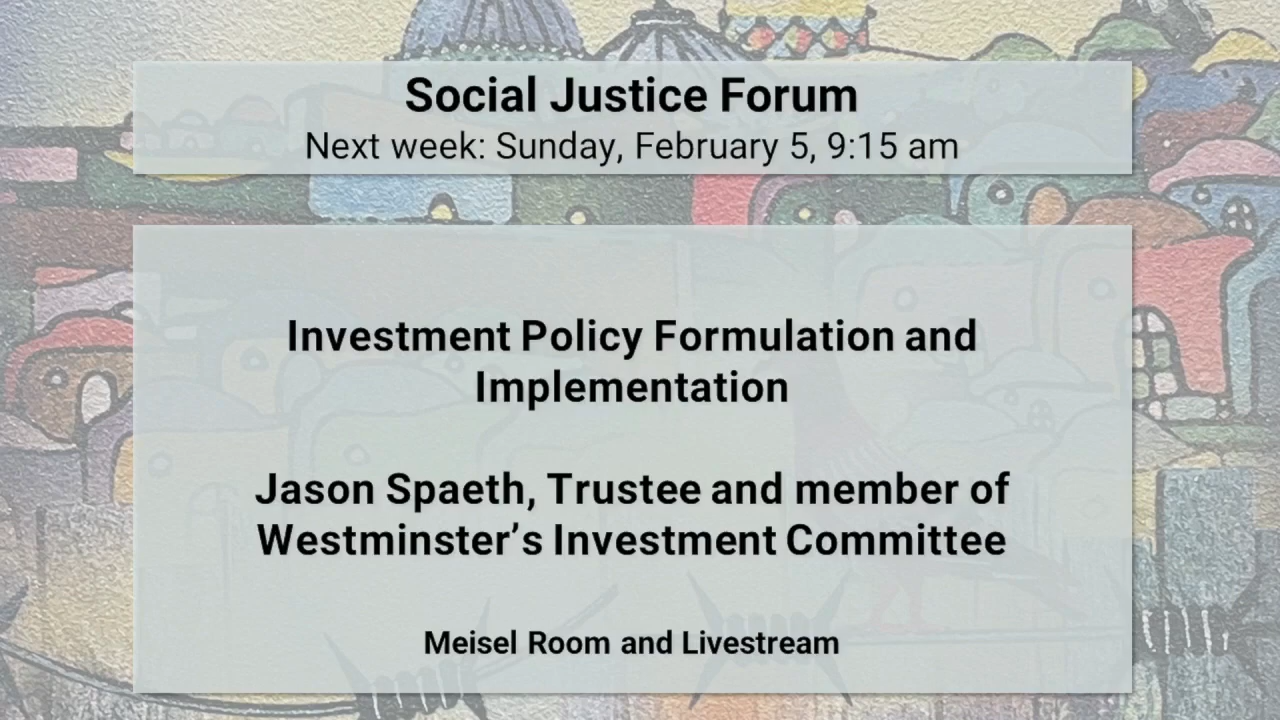 Social Justice Forum
Next week: Sunday, February 5, 9:15 am
Investment Policy Formulation and
Implementation
Jason Spaeth, Trustee and member of
Westminster’s Investment Committee
Meisel Room and Livestream